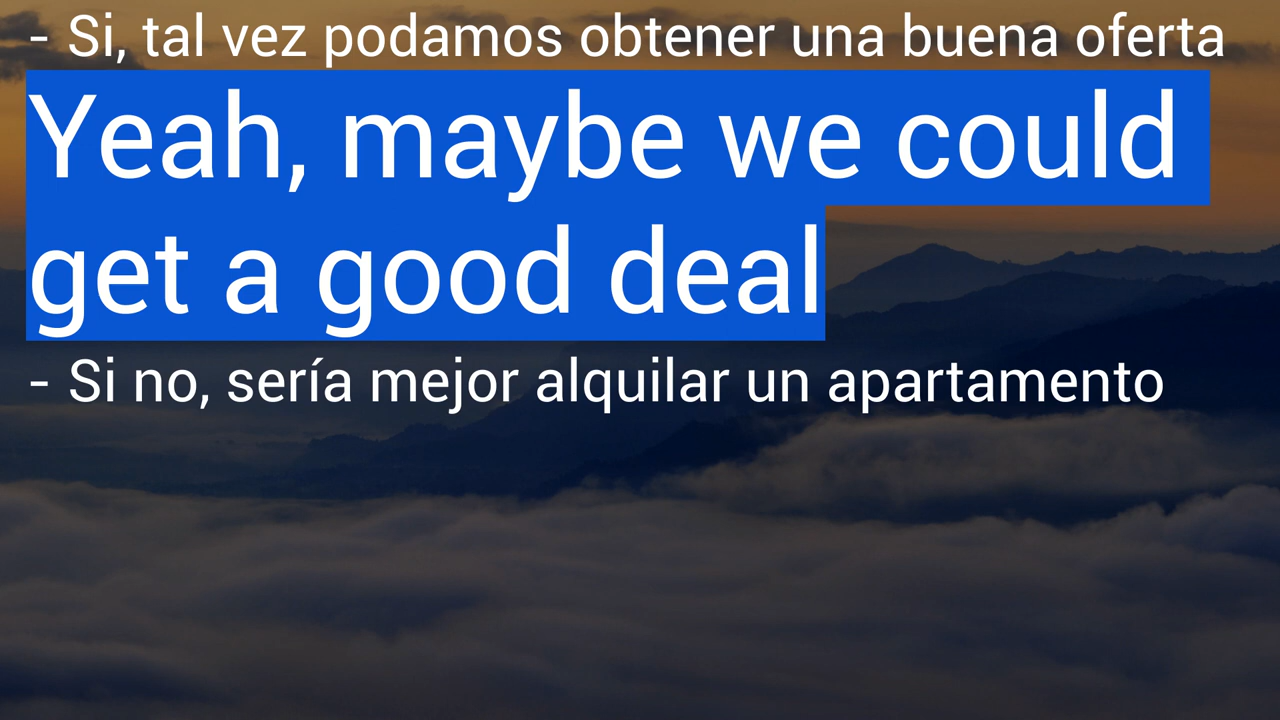 - Si, tal vez podamos obtener una buena oferta
Yeah, maybe we could
get a good deal
- Si no, sería mejor alquilar un apartamento